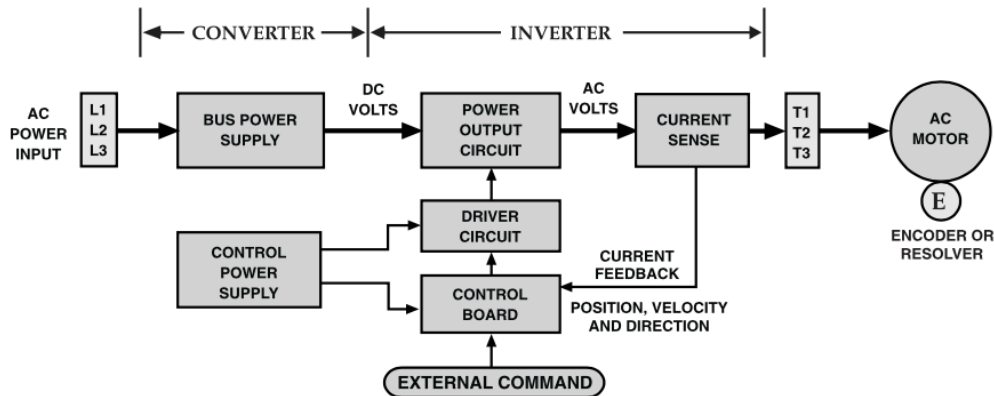 CONVERTER
INVERTER
AC
POWER
INPUT
L1
L2
L3
BUS POWER
SUPPLY
DC
VOLTS
POWER
OUTPUT
CIRCUIT
AC
VOLTS
CURRENT
SENSE
T1
T2
T3
AC
MOTOR
E
ENCODER OR
RESOLVER
DRIVER
CIRCUIT
CONTROL
POWER
SUPPLY
CURRENT
FEEDBACK
CONTROL
BOARD
POSITION, VELOCITY
AND DIRECTION
EXTERNAL COMMAND